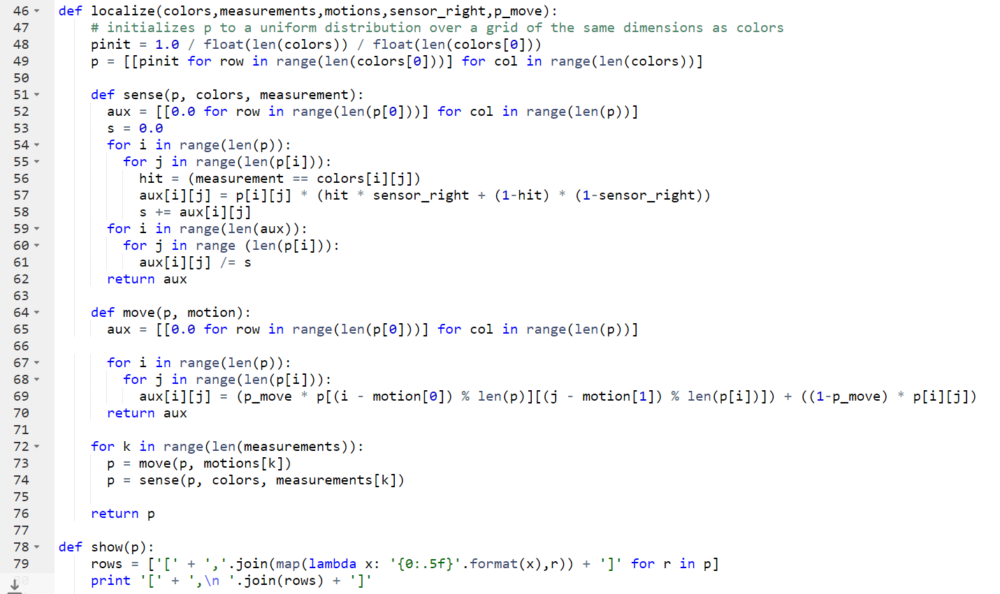 46 def localize(colors,measurements,motions,sensor_right,p_move):
47     # initializes p to a uniform distribution over a grid of the same dimensions as colors
48     pinit = 1.0 / float(len(colors)) / float(len(colors[0]))
49     p = [[pinit for row in range(len(colors[0]))] for col in range(len(colors))]
50
51     def sense(p, colors, measurement):
52       aux = [[0.0 for row in range(len(p[0]))] for col in range(len(p))]
53       s = 0.0
54       for i in range(len(p)):
55         for j in range(len(p[i])):
56           hit = (measurement == colors[i][j])
57           aux[i][j] = p[i][j] * (hit * sensor_right + (1-hit) * (1-sensor_right))
58           s += aux[i][j]
59       for i in range(len(aux)):
60         for j in range (len(p[i])):
61           aux[i][j] /= s
62       return aux
63
64     def move(p, motion):
65       aux = [[0.0 for row in range(len(p[0]))] for col in range(len(p))]
66
67       for i in range(len(p)):
68         for j in range(len(p[i])):
69           aux[i][j] = (p_move * p[(i - motion[0]) % len(p)][(j - motion[1]) % len(p[i])]) + ((1-p_move) * p[i][j])
70       return aux
71
72     for k in range(len(measurements)):
73       p = move(p, motions[k])
74       p = sense(p, colors, measurements[k])
75
76     return p
77
78 def show(p):
79     rows = ['[' + ','.join(map(lambda x: '{0:.5f}'.format(x),r)) + ']' for r in p]
80     print '[' + ',\n '.join(rows) + ']'